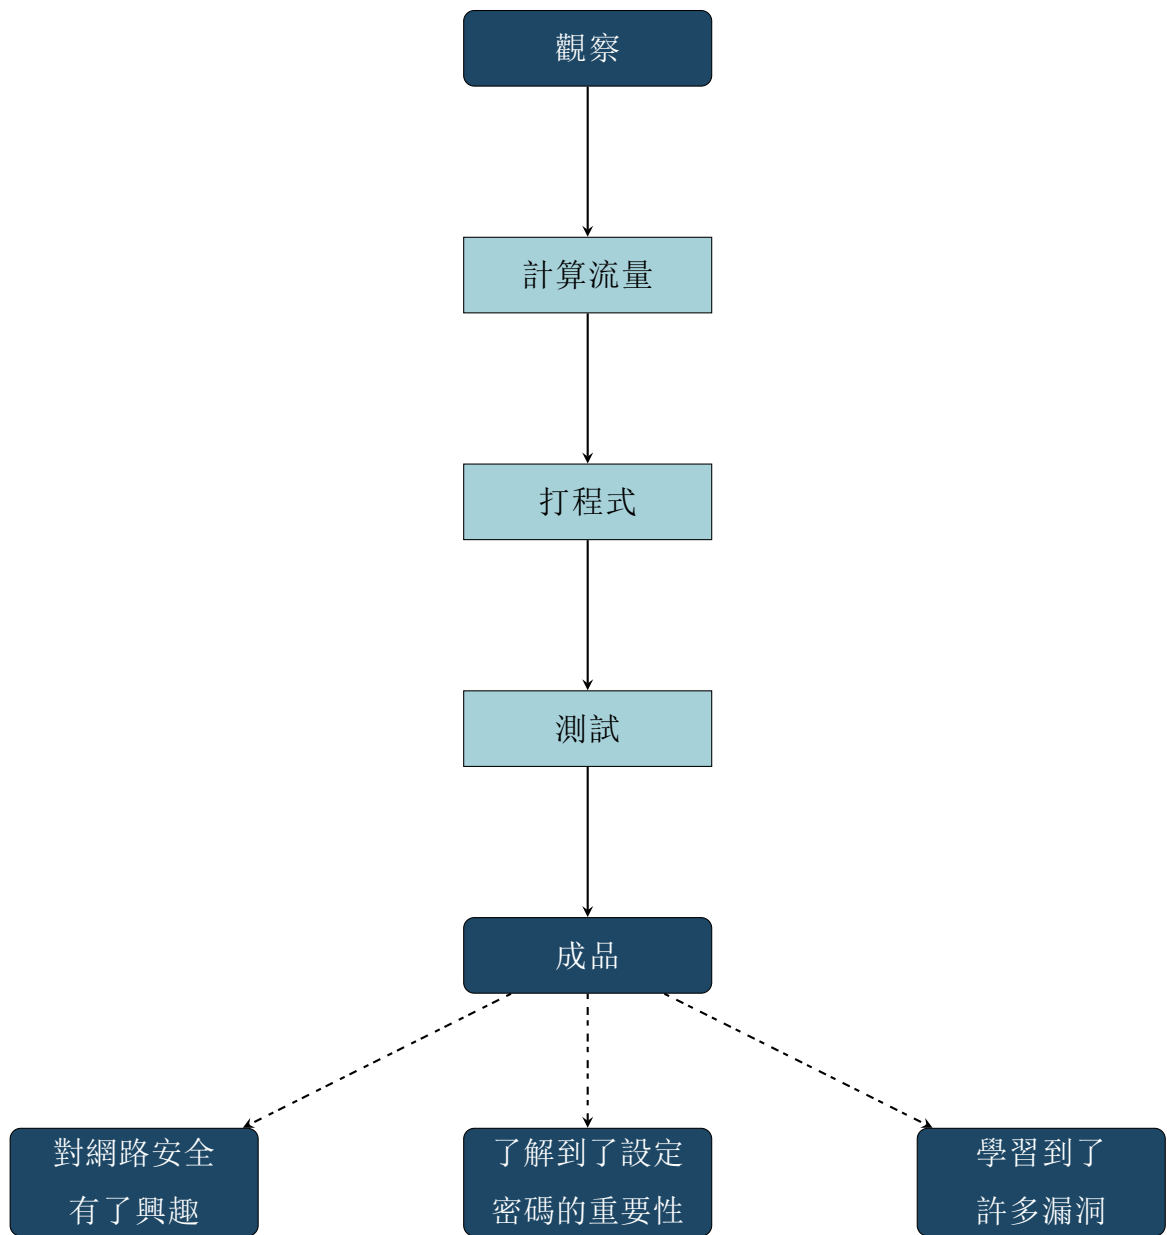 觀察
計算流量
打程式
測試
成品
對網路安全
有了興趣
了解到了設定
密碼的重要性
學習到了
許多漏洞